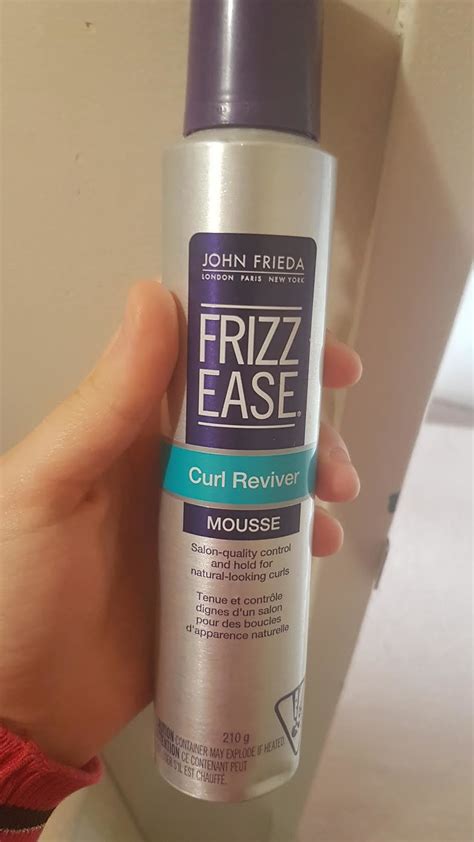 JOHN FRIEDA
LONDON PARIS NEW YORK
FRIZZ
EASE®
Curl Reviver
MOUSSE
Salon-quality control
and hold for
natural-looking curls
Tenue et contrôle
dignes d'un salon
pour des boucles
d'apparence naturelle
210 g
CONTAINER MAY EXPLODE IF HEATED
CE CONTENANT PEUT
S'IL EST CHAUFFÉ.